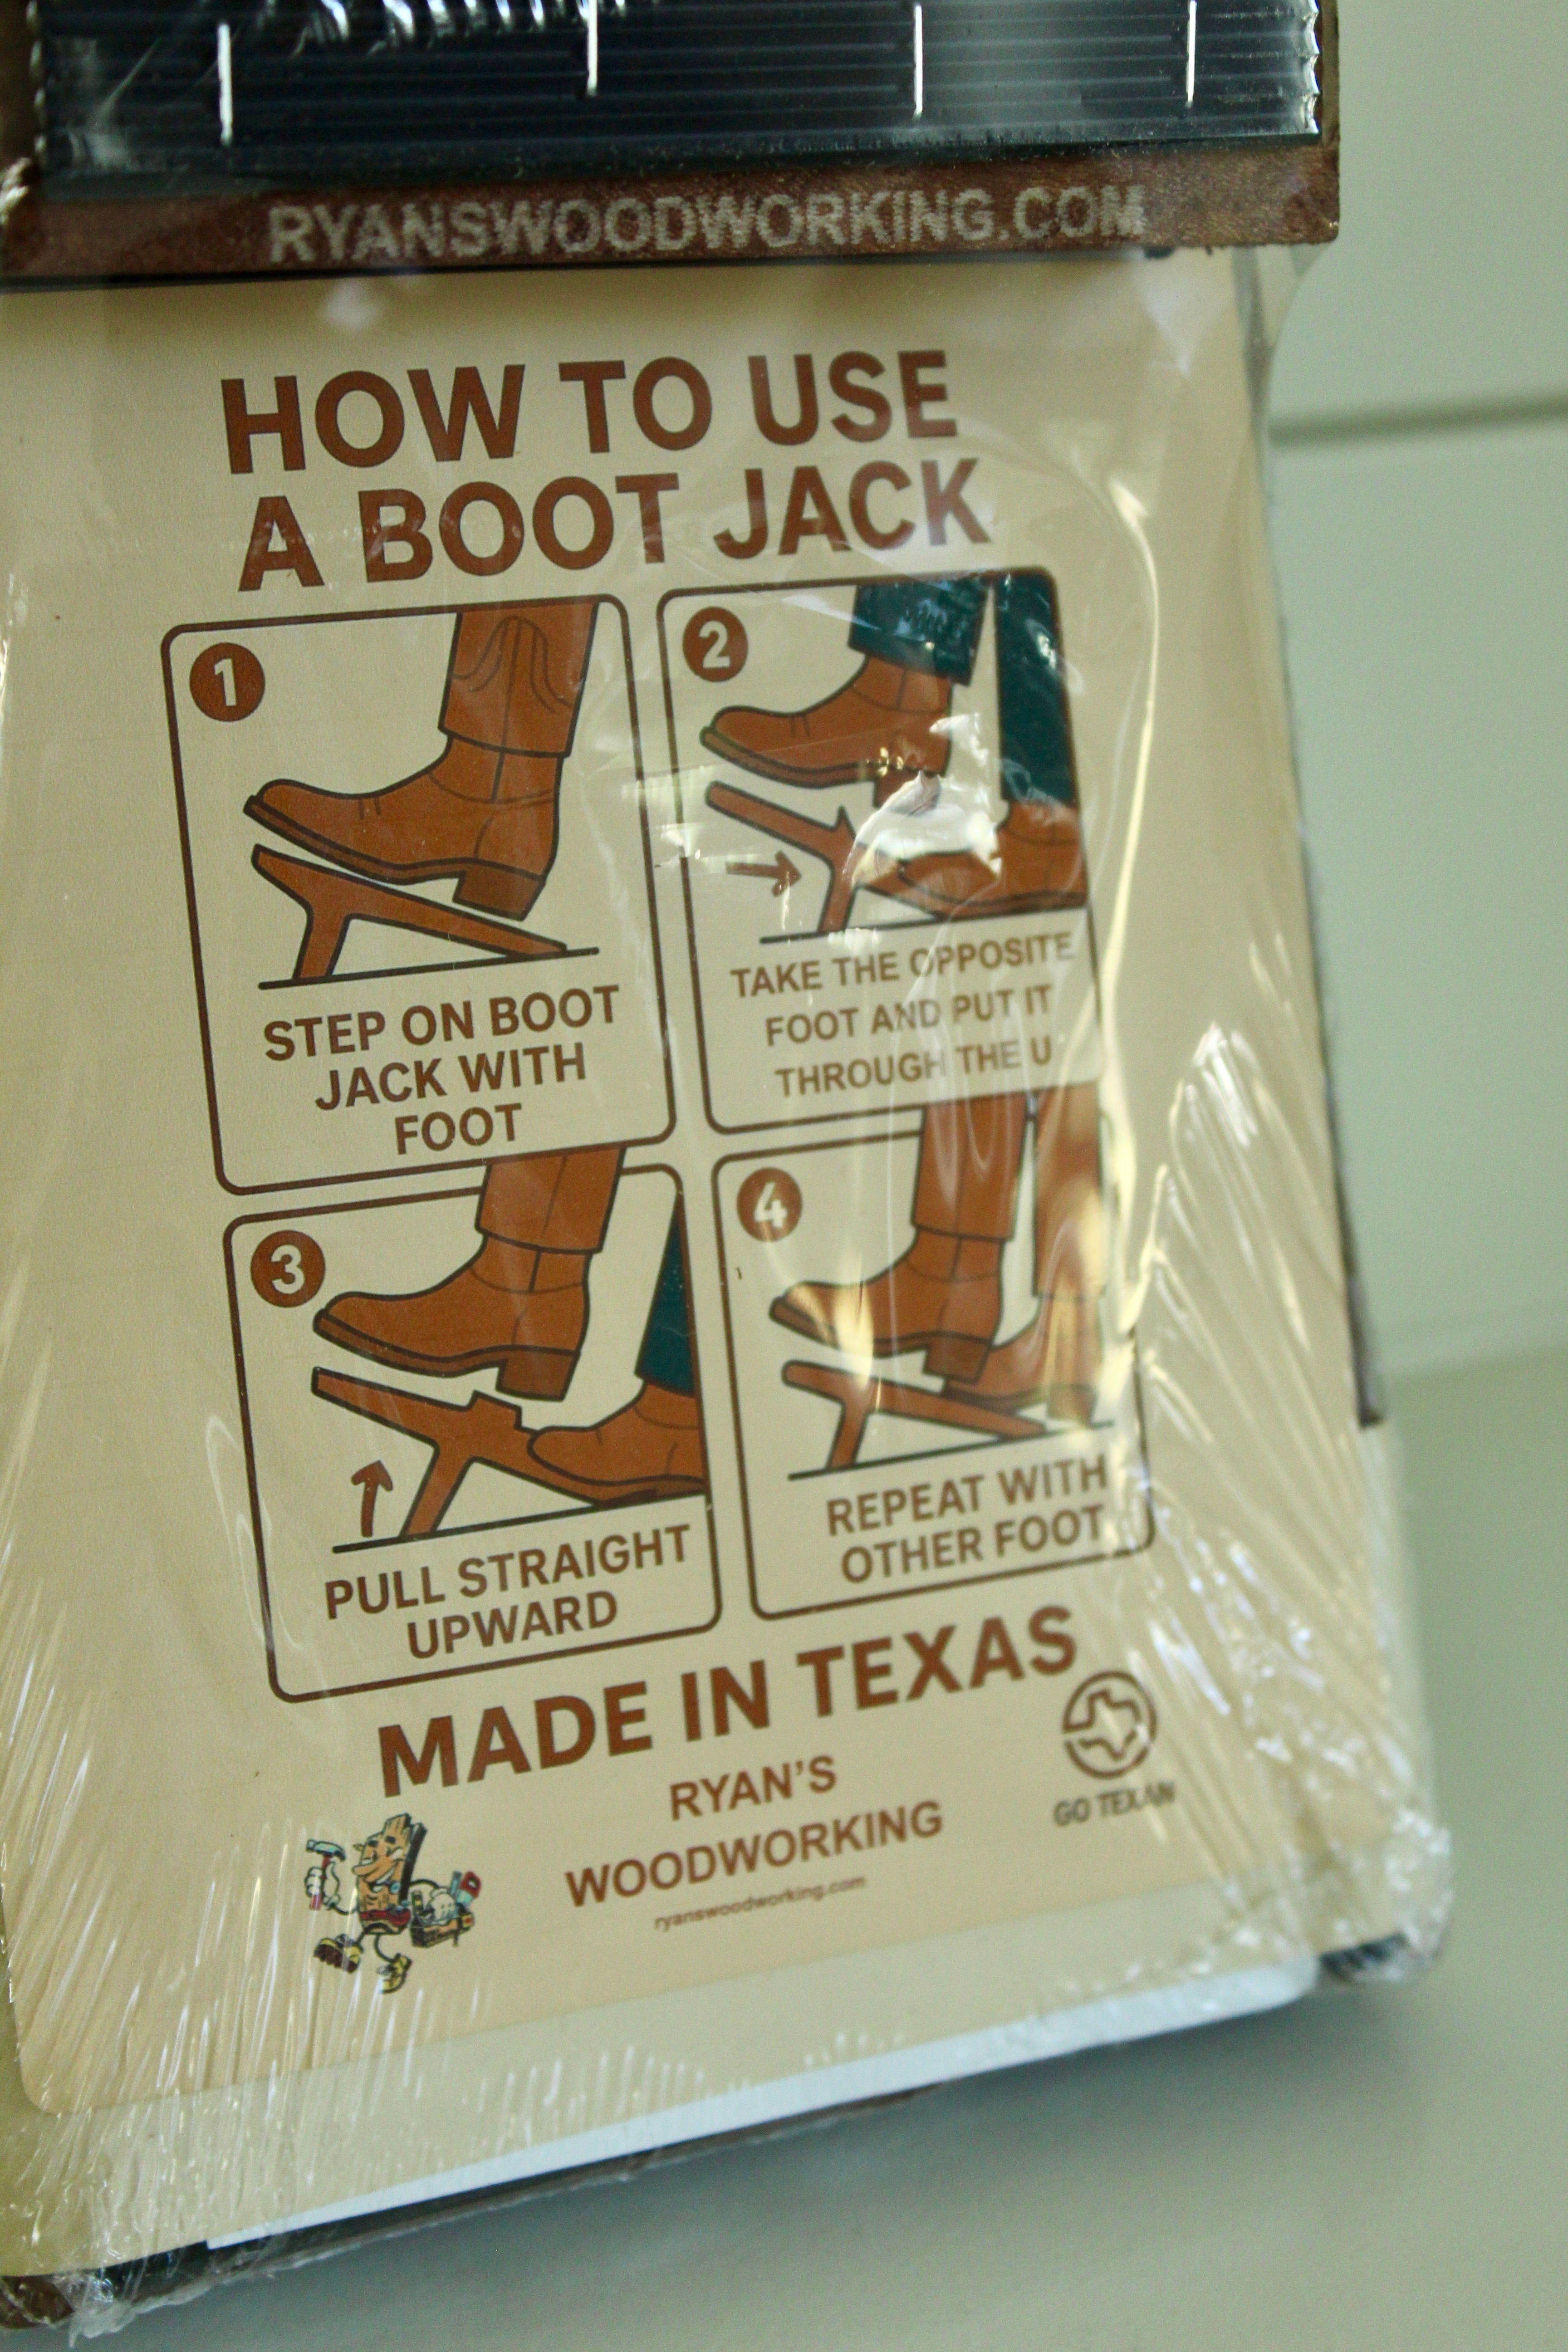 RYANSWOODWORKING.COM
HOW TO USE
A BOOT JACK
1
STEP ON BOOT
JACK WITH
FOOT
2
TAKE THE OPPOSITE
FOOT AND PUT IT
THROUGH THE U
3
PULL STRAIGHT
UPWARD
4
REPEAT WITH
OTHER FOOT
MADE IN TEXAS
RYAN'S
WOODWORKING
ryanswoodworking.com
GO TEXAN